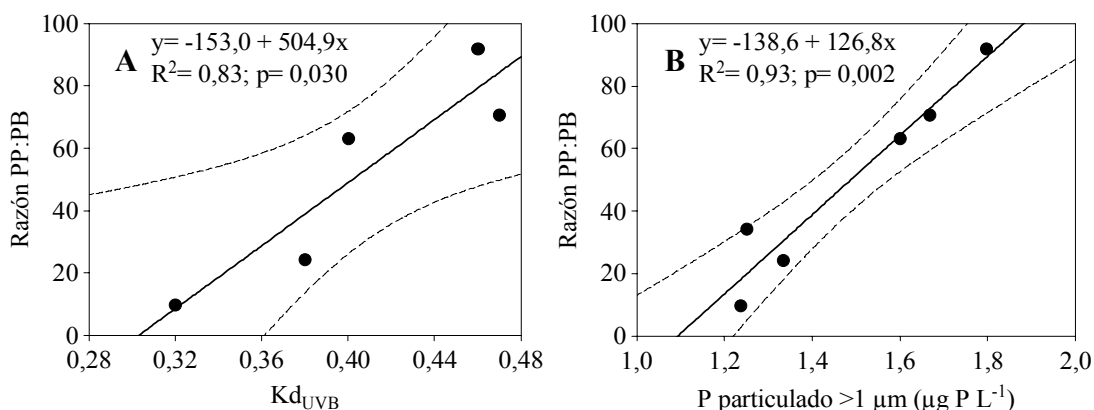 A
y= -153,0 + 504,9x
R²= 0,83; p= 0,030
Razón PP:PB
100
80
60
40
20
0
0,28 0,32 0,36 0,40 0,44 0,48
Kd_UVB
B
y= -138,6 + 126,8x
R²= 0,93; p= 0,002
Razón PP:PB
100
80
60
40
20
0
1,0 1,2 1,4 1,6 1,8 2,0
P particulado >1 µm (µg P L⁻¹)